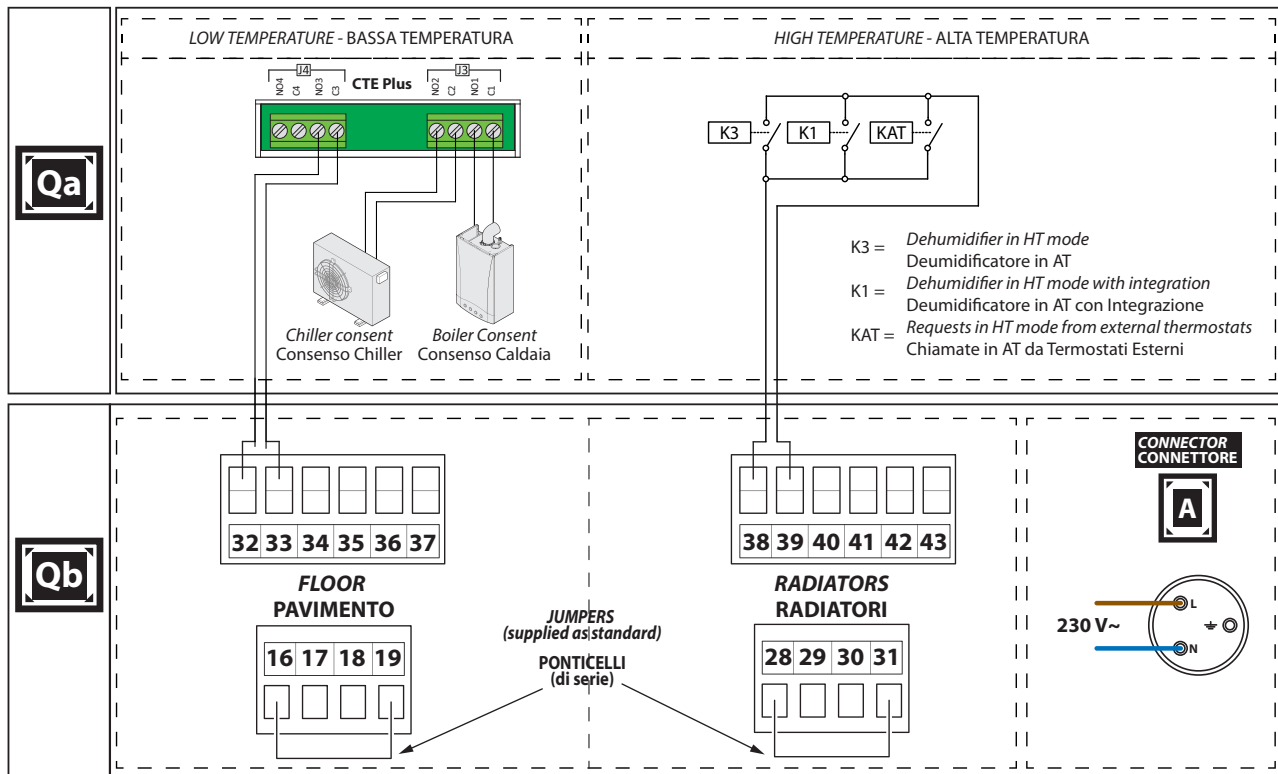 LOW TEMPERATURE - BASSA TEMPERATURA
HIGH TEMPERATURE - ALTA TEMPERATURA
Qa
J4
CTE Plus
J3
NO4
C4
NO3
C3
NO2
C2
NO1
C1
Chiller consent
Consenso Chiller
Boiler Consent
Consenso Caldaia
K3
K1
KAT
K3 = Dehumidifier in HT mode
Deumidificatore in AT
K1 = Dehumidifier in HT mode with integration
Deumidificatore in AT con Integrazione
KAT = Requests in HT mode from external thermostats
Chiamate in AT da Termostati Esterni
Qb
32 33 34 35 36 37
FLOOR
PAVIMENTO
16 17 18 19
JUMPERS
(supplied as standard)
PONTICELLI
(di serie)
38 39 40 41 42 43
RADIATORS
RADIATORI
28 29 30 31
CONNECTOR
CONNETTORE
A
230 V~
L
N